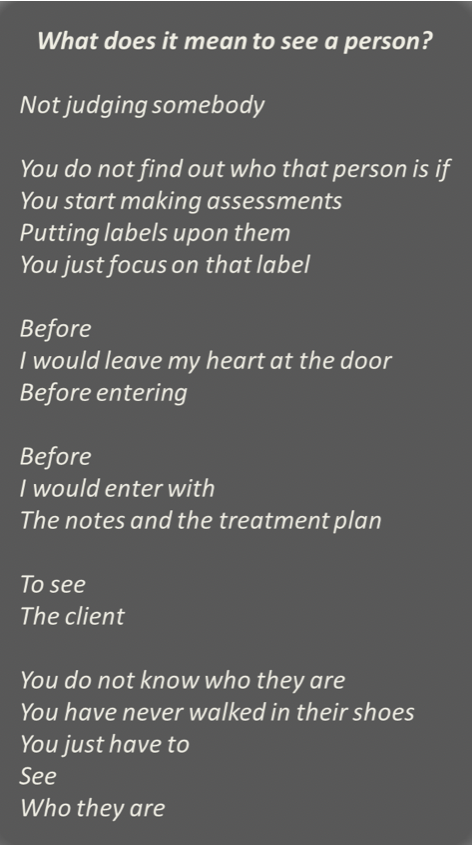 What does it mean to see a person?
Not judging somebody
You do not find out who that person is if
You start making assessments
Putting labels upon them
You just focus on that label
Before
I would leave my heart at the door
Before entering
Before
I would enter with
The notes and the treatment plan
To see
The client
You do not know who they are
You have never walked in their shoes
You just have to
See
Who they are